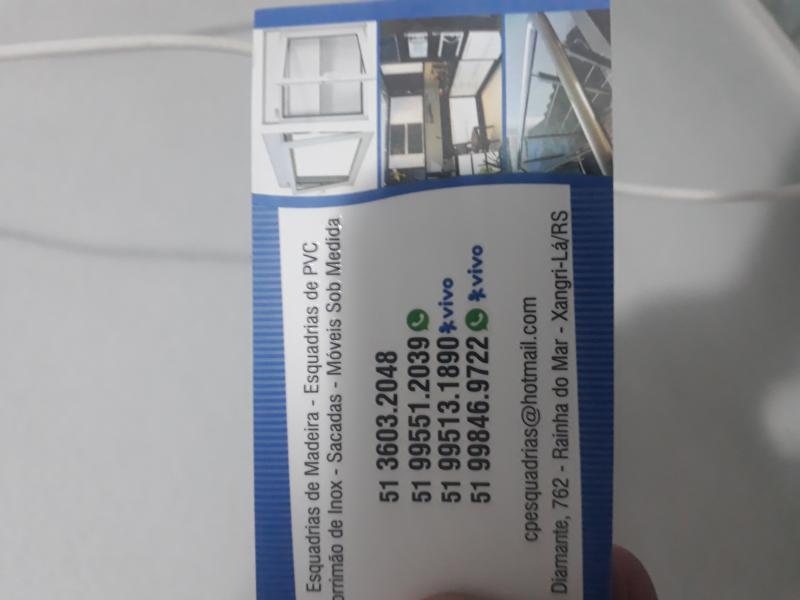 Esquadrias de Madeira - Esquadrias de PVC
orrimão de Inox - Sacadas - Móveis Sob Medida
51 3603.2048
51 99551.2039
51 99513.1890 vivo
51 99846.9722 vivo
cpesquadrias@hotmail.com
Diamante, 762 - Rainha do Mar - Xangri-Lá/RS